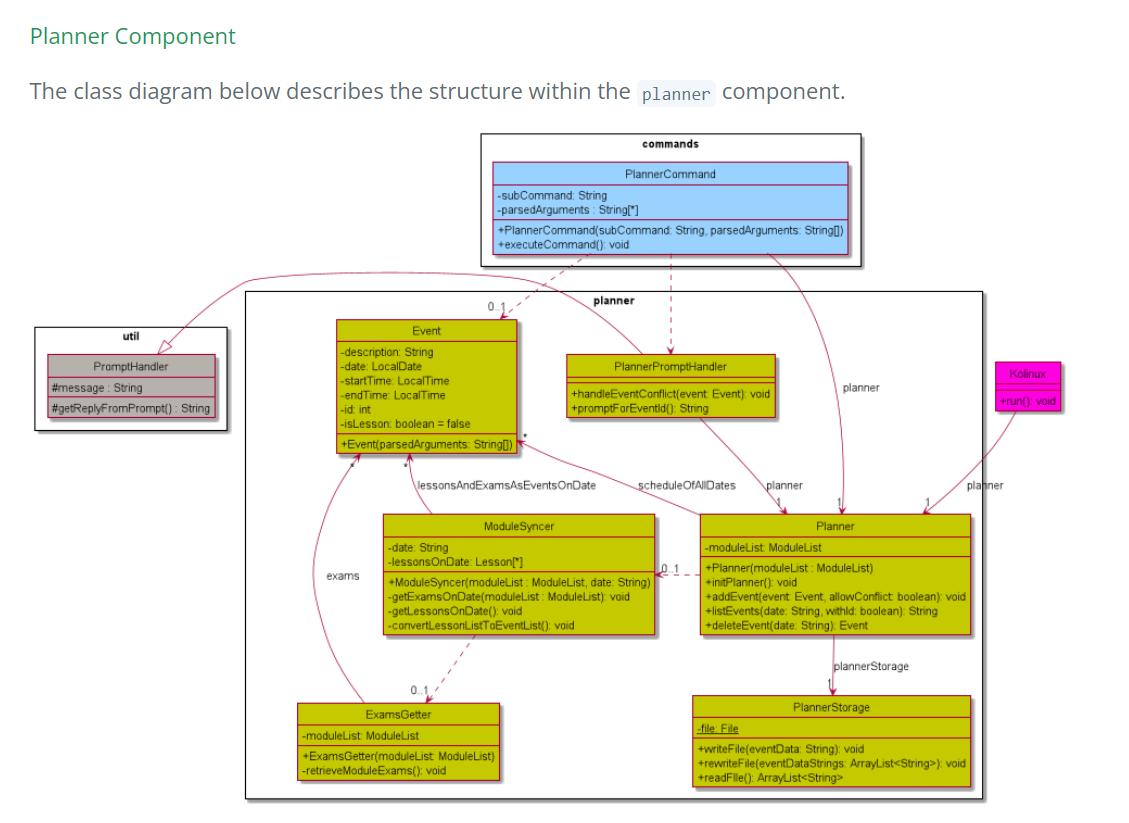 Planner Component
The class diagram below describes the structure within the planner component.
commands
PlannerCommand
-subCommand: String
-parsedArguments : String[*]
+PlannerCommand(subCommand: String, parsedArguments: String[])
+executeCommand(): void
planner
0..1
util
PromptHandler
#message : String
#getReplyFromPrompt() : String
Event
-description: String
-date: LocalDate
-startTime: LocalTime
-endTime: LocalTime
-id: int
-isLesson: boolean = false
+Event(parsedArguments: String[])
PlannerPromptHandler
+handleEventConflict(event: Event): void
+promptForEventId(): String
planner
Kolinux
+run(): void
*
*
*
lessonsAndExamsAsEventsOnDate
scheduleOfAllDates
planner
planner
1
1
1
ModuleSyncer
-date: String
-lessonsOnDate: Lesson[*]
+ModuleSyncer(moduleList : ModuleList, date: String)
-getExamsOnDate(moduleList : ModuleList): void
-getLessonsOnDate(): void
-convertLessonListToEventList(): void
0..1
Planner
-moduleList: ModuleList
+Planner(moduleList : ModuleList)
+initPlanner(): void
+addEvent(event: Event, allowConflict: boolean): void
+listEvents(date: String, withId: boolean): String
+deleteEvent(date: String): Event
exams
plannerStorage
0..1
1
ExamsGetter
-moduleList: ModuleList
+ExamsGetter(moduleList: ModuleList)
-retrieveModuleExams(): void
PlannerStorage
-file: File
+writeFile(eventData: String): void
+rewriteFile(eventDataStrings: ArrayList<String>): void
+readFIle(): ArrayList<String>